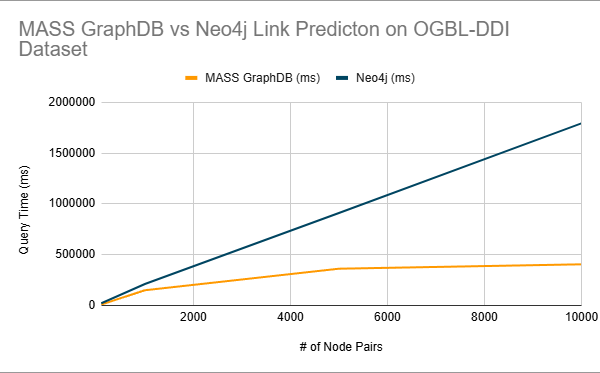 MASS GraphDB vs Neo4j Link Predicton on OGBL-DDI
Dataset
MASS GraphDB (ms) Neo4j (ms)
2000000
1500000
1000000
500000
0
Query Time (ms)
2000 4000 6000 8000 10000
# of Node Pairs